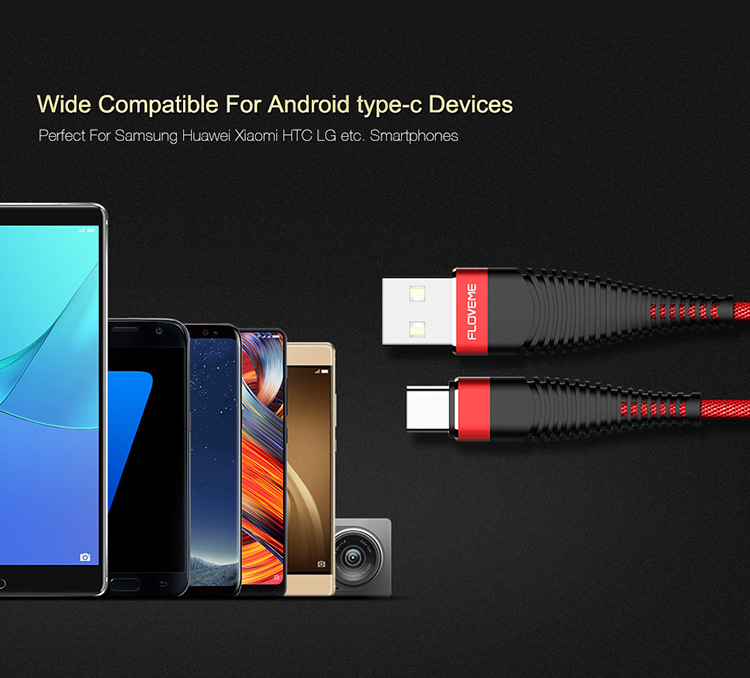 Wide Compatible For Android type-c Devices
Perfect For Samsung Huawei Xiaomi HTC LG etc. Smartphones
FLOVEME